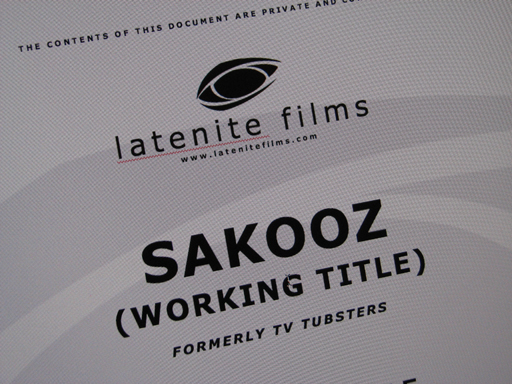 THE CONTENTS OF THIS DOCUMENT ARE PRIVATE AND
latenite films
www.latenitefilms.com
SAKOOZ
(WORKING TITLE)
FORMERLY TV TUBSTERS